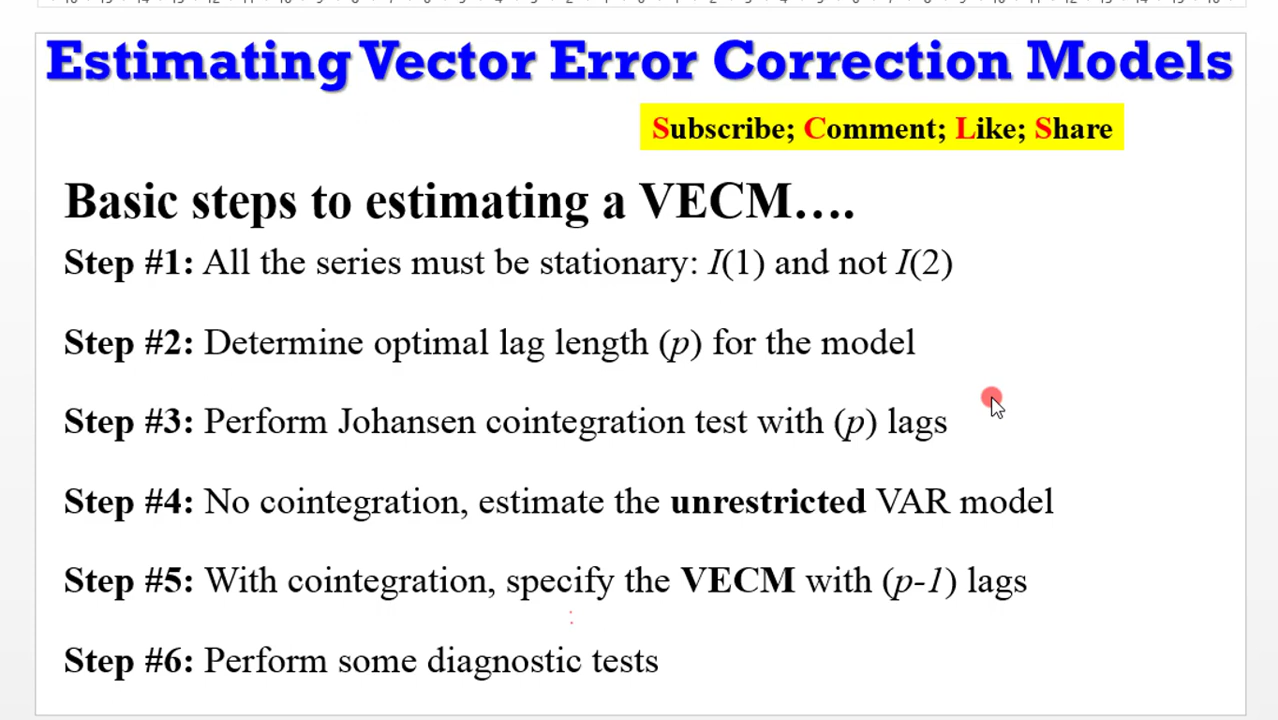 Estimating Vector Error Correction Models
Subscribe; Comment; Like; Share
Basic steps to estimating a VECM….
Step #1: All the series must be stationary: I(1) and not I(2)
Step #2: Determine optimal lag length (p) for the model
Step #3: Perform Johansen cointegration test with (p) lags
Step #4: No cointegration, estimate the unrestricted VAR model
Step #5: With cointegration, specify the VECM with (p-1) lags
Step #6: Perform some diagnostic tests